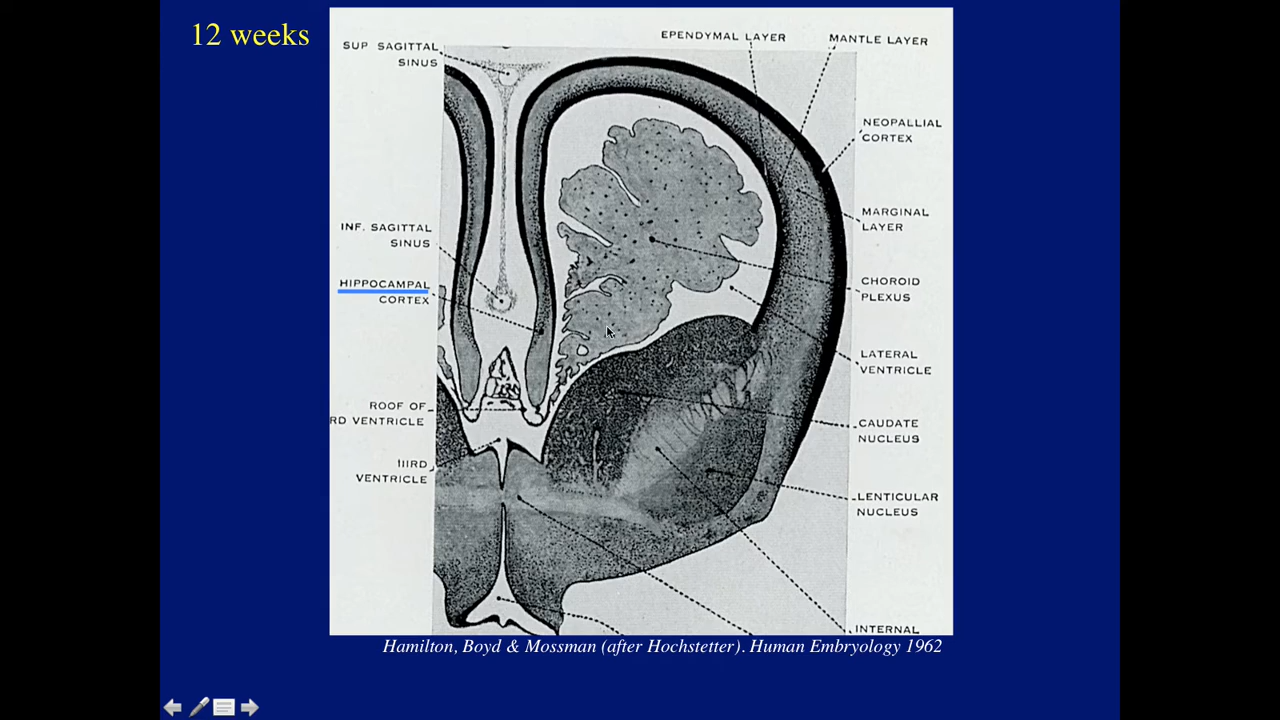 12 weeks
SUP SAGITTAL
SINUS
EPENDYMAL LAYER
MANTLE LAYER
NEOPALLIAL
CORTEX
INF. SAGITTAL
SINUS
MARGINAL
LAYER
HIPPOCAMPAL
CORTEX
CHOROID
PLEXUS
LATERAL
VENTRICLE
ROOF OF
RD VENTRICLE
CAUDATE
NUCLEUS
IIIRD
VENTRICLE
LENTICULAR
NUCLEUS
INTERNAL
Hamilton, Boyd & Mossman (after Hochstetter). Human Embryology 1962